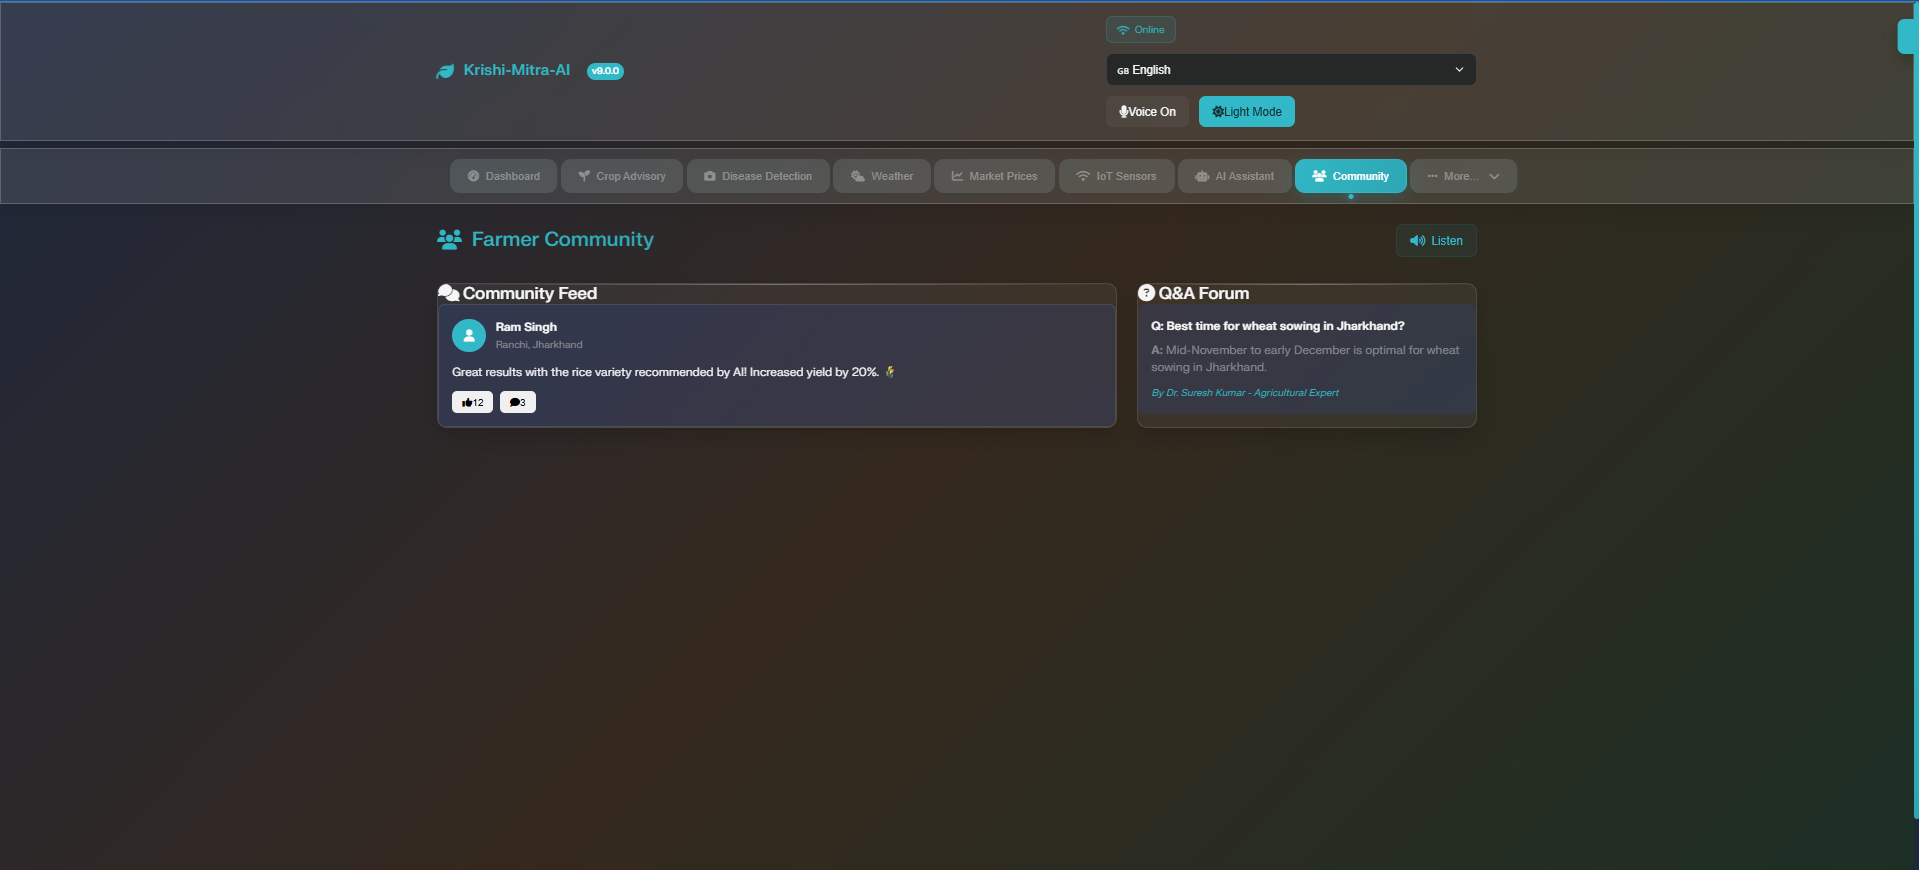 Online
Krishi-Mitra-AI v9.0.0
GB English
Voice On Light Mode
Dashboard Crop Advisory Disease Detection Weather Market Prices IoT Sensors AI Assistant Community More...
Farmer Community
Listen
Community Feed
Ram Singh
Ranchi, Jharkhand
Great results with the rice variety recommended by AI! Increased yield by 20%. 🌾
12 3
Q&A Forum
Q: Best time for wheat sowing in Jharkhand?
A: Mid-November to early December is optimal for wheat
sowing in Jharkhand.
By Dr. Suresh Kumar - Agricultural Expert